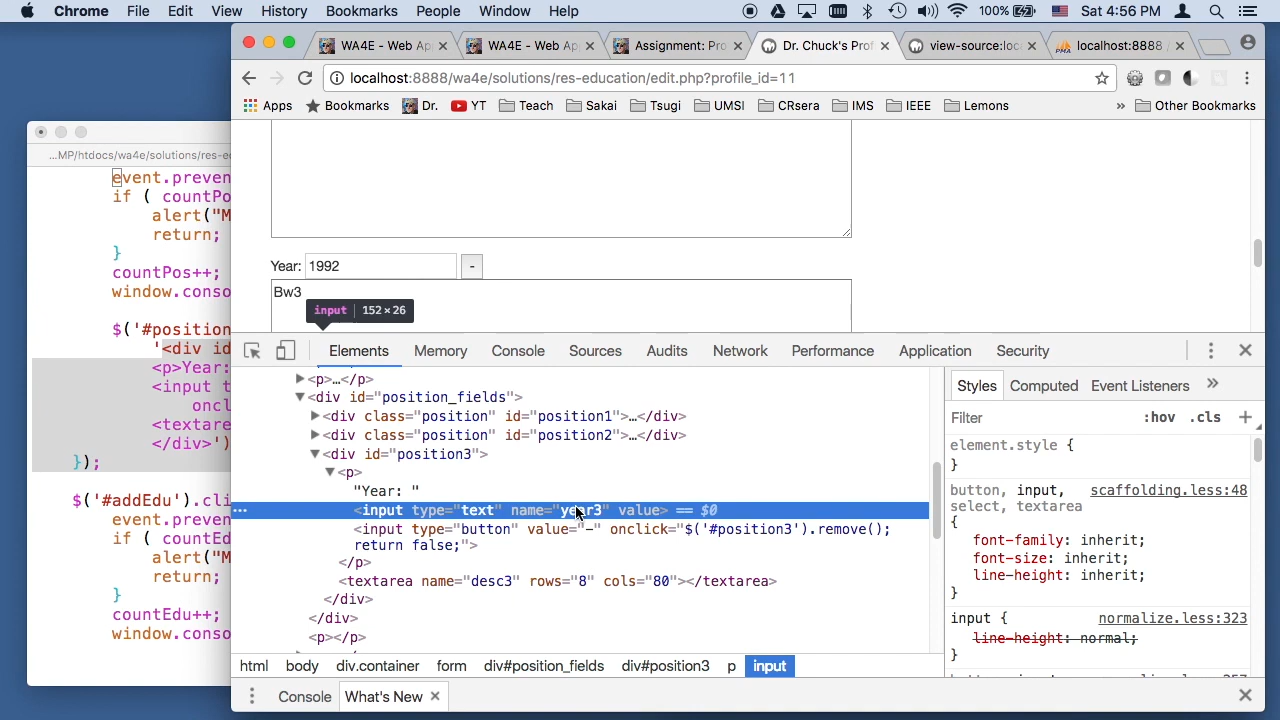 Chrome File Edit View History Bookmarks People Window Help 100% Sat 4:56 PM
WA4E - Web Ap WA4E - Web Ap Assignment: Pro Dr. Chuck's Prof view-source:loc localhost:8888
localhost:8888/wa4e/solutions/res-education/edit.php?profile_id=11
Apps Bookmarks Dr. YT Teach Sakai Tsugi UMSI CRsera IMS IEEE Lemons » Other Bookmarks
...MP/htdocs/wa4e/solutions/res-e
event.preven
if ( countPo
alert("M
return;
}
countPos++;
window.conso
$('#position
'<div id
<p>Year:
<input t
oncl
<textare
</div>')
});
$('#addEdu').cli
event.preven
if ( countEd
alert("M
return;
}
countEdu++;
window.conso
Year: 1992 -
Bw3
input 152 × 26
Elements Memory Console Sources Audits Network Performance Application Security
<p>…</p>
<div id="position_fields">
<div class="position" id="position1">…</div>
<div class="position" id="position2">…</div>
<div id="position3">
<p>
"Year: "
<input type="text" name="year3" value> == $0
<input type="button" value="-" onclick="$('#position3').remove();
return false;">
</p>
<textarea name="desc3" rows="8" cols="80"></textarea>
</div>
</div>
<p></p>
html body div.container form div#position_fields div#position3 p input
Styles Computed Event Listeners »
Filter :hov .cls +
element.style {
}
button, input, scaffolding.less:48
select, textarea
{
font-family: inherit;
font-size: inherit;
line-height: inherit;
}
input { normalize.less:323
line-height: normal;
}
Console What's New